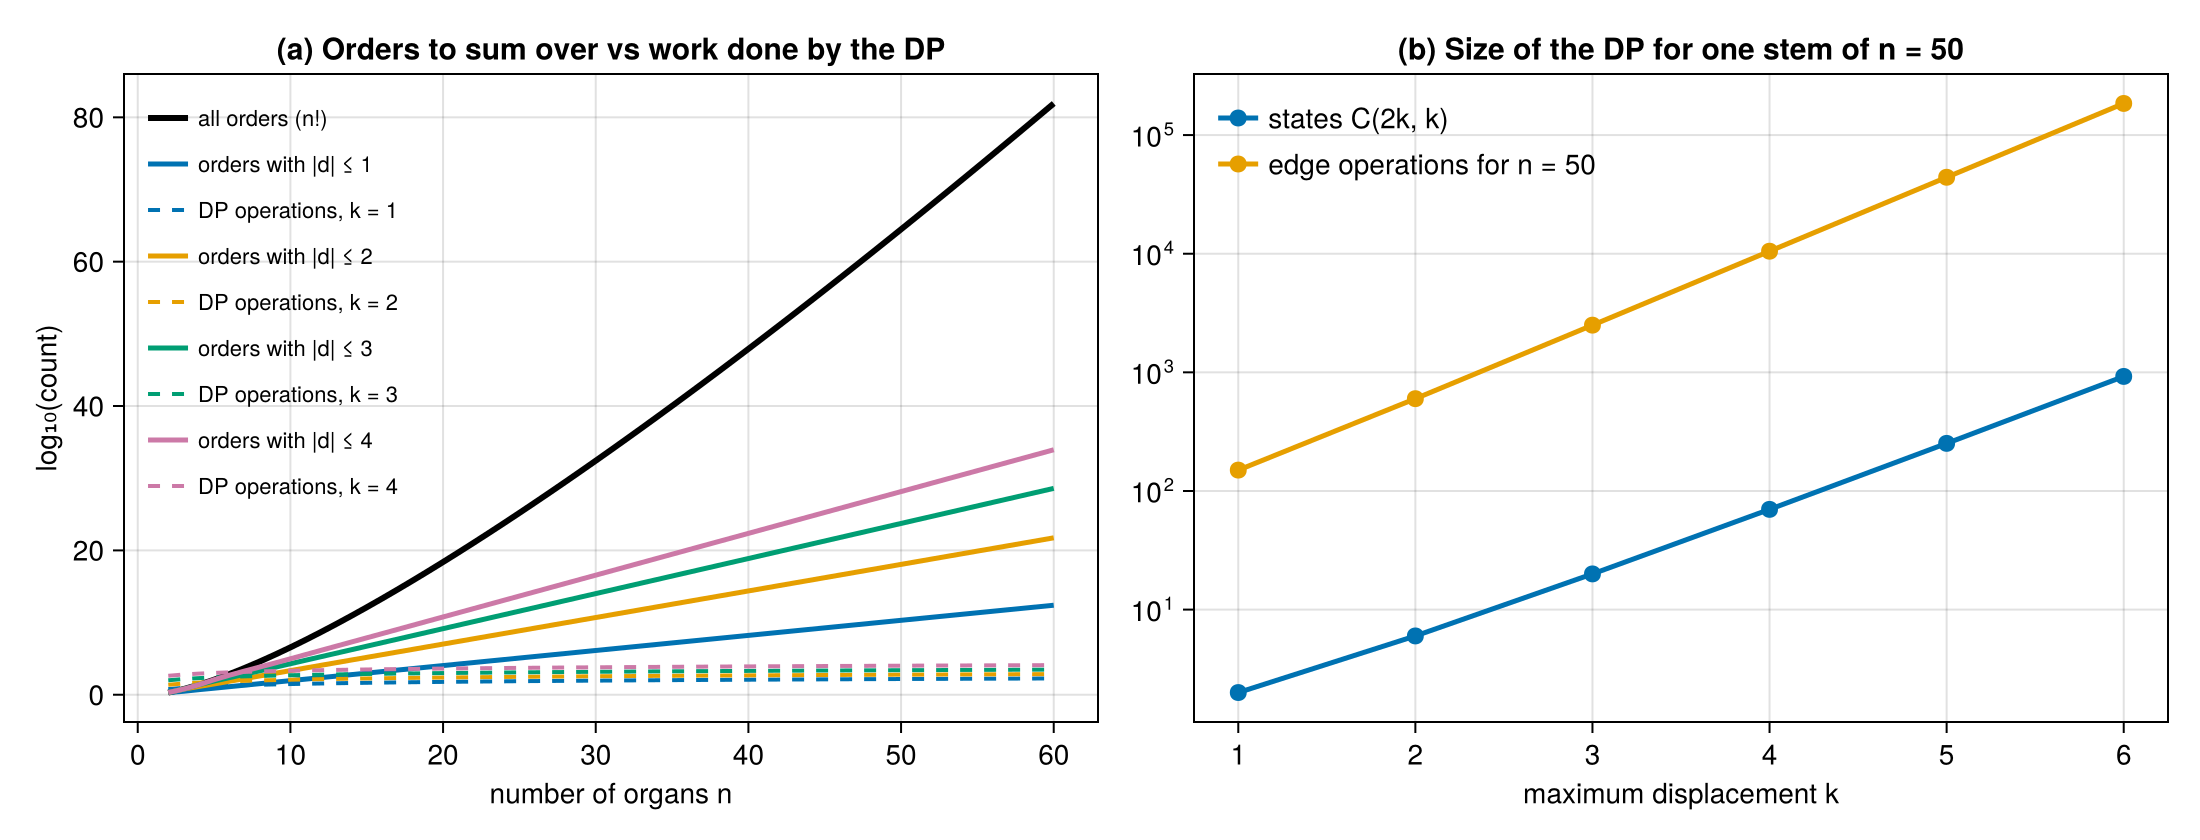 (a) Orders to sum over vs work done by the DP
80
60
40
20
0
log₁₀(count)
all orders (n!)
orders with |d| ≤ 1
DP operations, k = 1
orders with |d| ≤ 2
DP operations, k = 2
orders with |d| ≤ 3
DP operations, k = 3
orders with |d| ≤ 4
DP operations, k = 4
0 10 20 30 40 50 60
number of organs n
(b) Size of the DP for one stem of n = 50
10⁵
10⁴
10³
10²
10¹
states C(2k, k)
edge operations for n = 50
1 2 3 4 5 6
maximum displacement k